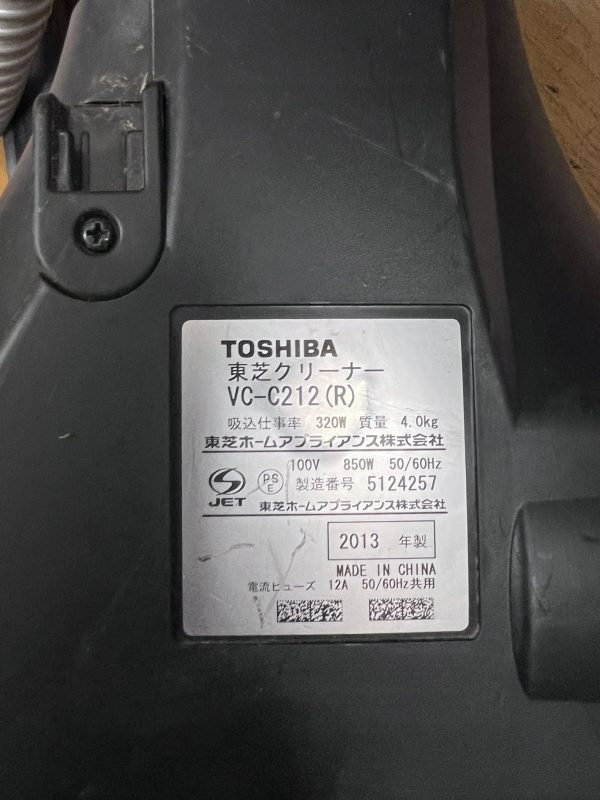 TOSHIBA
東芝クリーナー
VC-C212(R)
吸込仕事率 320W 質量 4.0kg
東芝ホームアプライアンス株式会社
100V 850W 50/60Hz
JET
PS
E
製造番号 5124257
東芝ホームアプライアンス株式会社
2013 年製
MADE IN CHINA
電流ヒューズ 12A 50/60Hz共用